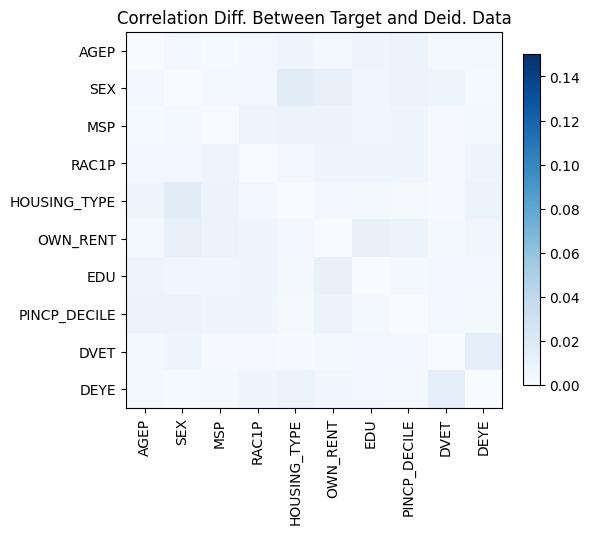 Correlation Diff. Between Target and Deid. Data
AGEP
SEX
MSP
RAC1P
HOUSING_TYPE
OWN_RENT
EDU
PINCP_DECILE
DVET
DEYE
AGEP
SEX
MSP
RAC1P
HOUSING_TYPE
OWN_RENT
EDU
PINCP_DECILE
DVET
DEYE
0.14
0.12
0.10
0.08
0.06
0.04
0.02
0.00